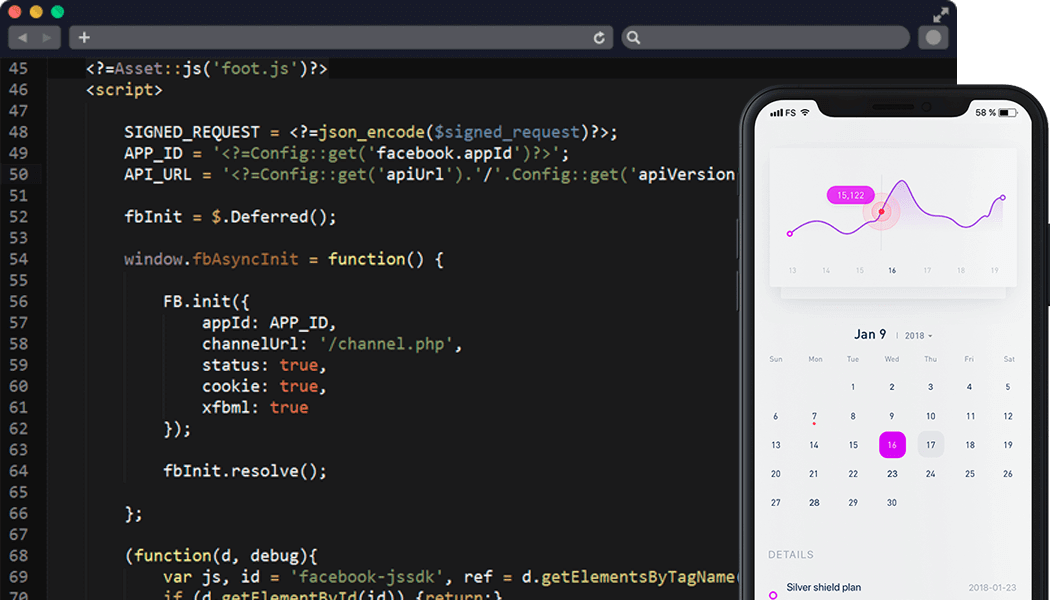 45 <?=Asset::js('foot.js')?>
46 <script>
47
48 SIGNED_REQUEST = <?=json_encode($signed_request)?>;
49 APP_ID = '<?=Config::get('facebook.appId')?>';
50 API_URL = '<?=Config::get('apiUrl').'/'.Config::get('apiVersion
51
52 fbInit = $.Deferred();
53
54 window.fbAsyncInit = function() {
55
56 FB.init({
57 appId: APP_ID,
58 channelUrl: '/channel.php',
59 status: true,
60 cookie: true,
61 xfbml: true
62 });
63
64 fbInit.resolve();
65
66 };
67
68 (function(d, debug){
69 var js, id = 'facebook-jssdk', ref = d.getElementsByTagName(
70 if (d.getElementById(id)) {return;}
FS 58 %
15,122
13 14 15 16 17 18 19
Jan 9 | 2018
Sun Mon Tue Wed Thu Fri Sat
1 2 3 4 5
6 7 8 9 10 11 12
13 14 15 16 17 18 19
20 21 22 23 24 25 26
27 28 29 30
DETAILS
Silver shield plan 2018-01-23